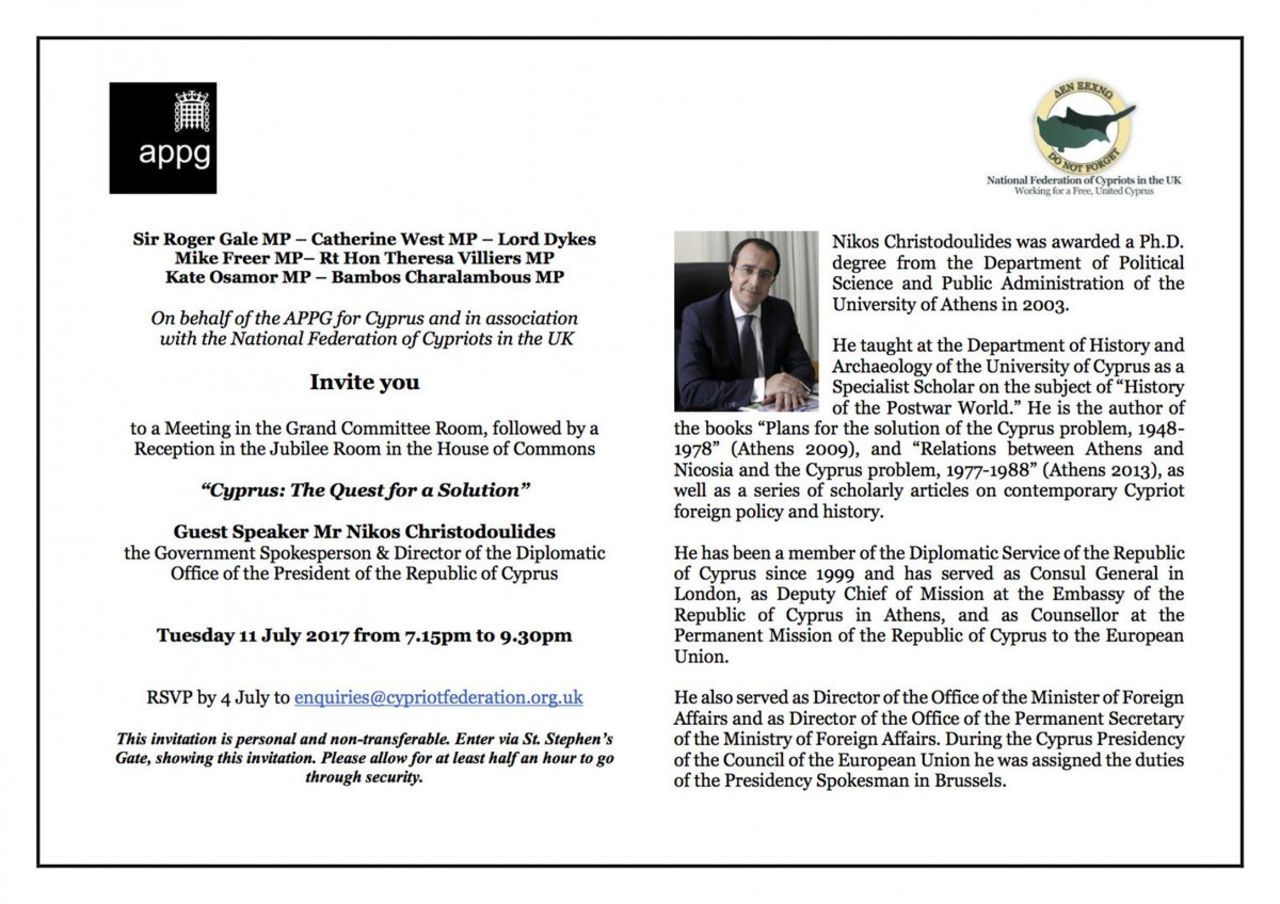 appg
ΔΕΝ ΞΕΧΝΩ
DO NOT FORGET
National Federation of Cypriots in the UK
Working for a Free, United Cyprus
Sir Roger Gale MP – Catherine West MP – Lord Dykes
Mike Freer MP– Rt Hon Theresa Villiers MP
Kate Osamor MP – Bambos Charalambous MP
On behalf of the APPG for Cyprus and in association
with the National Federation of Cypriots in the UK
Invite you
to a Meeting in the Grand Committee Room, followed by a
Reception in the Jubilee Room in the House of Commons
“Cyprus: The Quest for a Solution”
Guest Speaker Mr Nikos Christodoulides
the Government Spokesperson & Director of the Diplomatic
Office of the President of the Republic of Cyprus
Tuesday 11 July 2017 from 7.15pm to 9.30pm
RSVP by 4 July to enquiries@cypriotfederation.org.uk
This invitation is personal and non-transferable. Enter via St. Stephen’s
Gate, showing this invitation. Please allow for at least half an hour to go
through security.
Nikos Christodoulides was awarded a Ph.D.
degree from the Department of Political
Science and Public Administration of the
University of Athens in 2003.
He taught at the Department of History and
Archaeology of the University of Cyprus as a
Specialist Scholar on the subject of “History
of the Postwar World.” He is the author of
the books “Plans for the solution of the Cyprus problem, 1948-
1978” (Athens 2009), and “Relations between Athens and
Nicosia and the Cyprus problem, 1977-1988” (Athens 2013), as
well as a series of scholarly articles on contemporary Cypriot
foreign policy and history.
He has been a member of the Diplomatic Service of the Republic
of Cyprus since 1999 and has served as Consul General in
London, as Deputy Chief of Mission at the Embassy of the
Republic of Cyprus in Athens, and as Counsellor at the
Permanent Mission of the Republic of Cyprus to the European
Union.
He also served as Director of the Office of the Minister of Foreign
Affairs and as Director of the Office of the Permanent Secretary
of the Ministry of Foreign Affairs. During the Cyprus Presidency
of the Council of the European Union he was assigned the duties
of the Presidency Spokesman in Brussels.